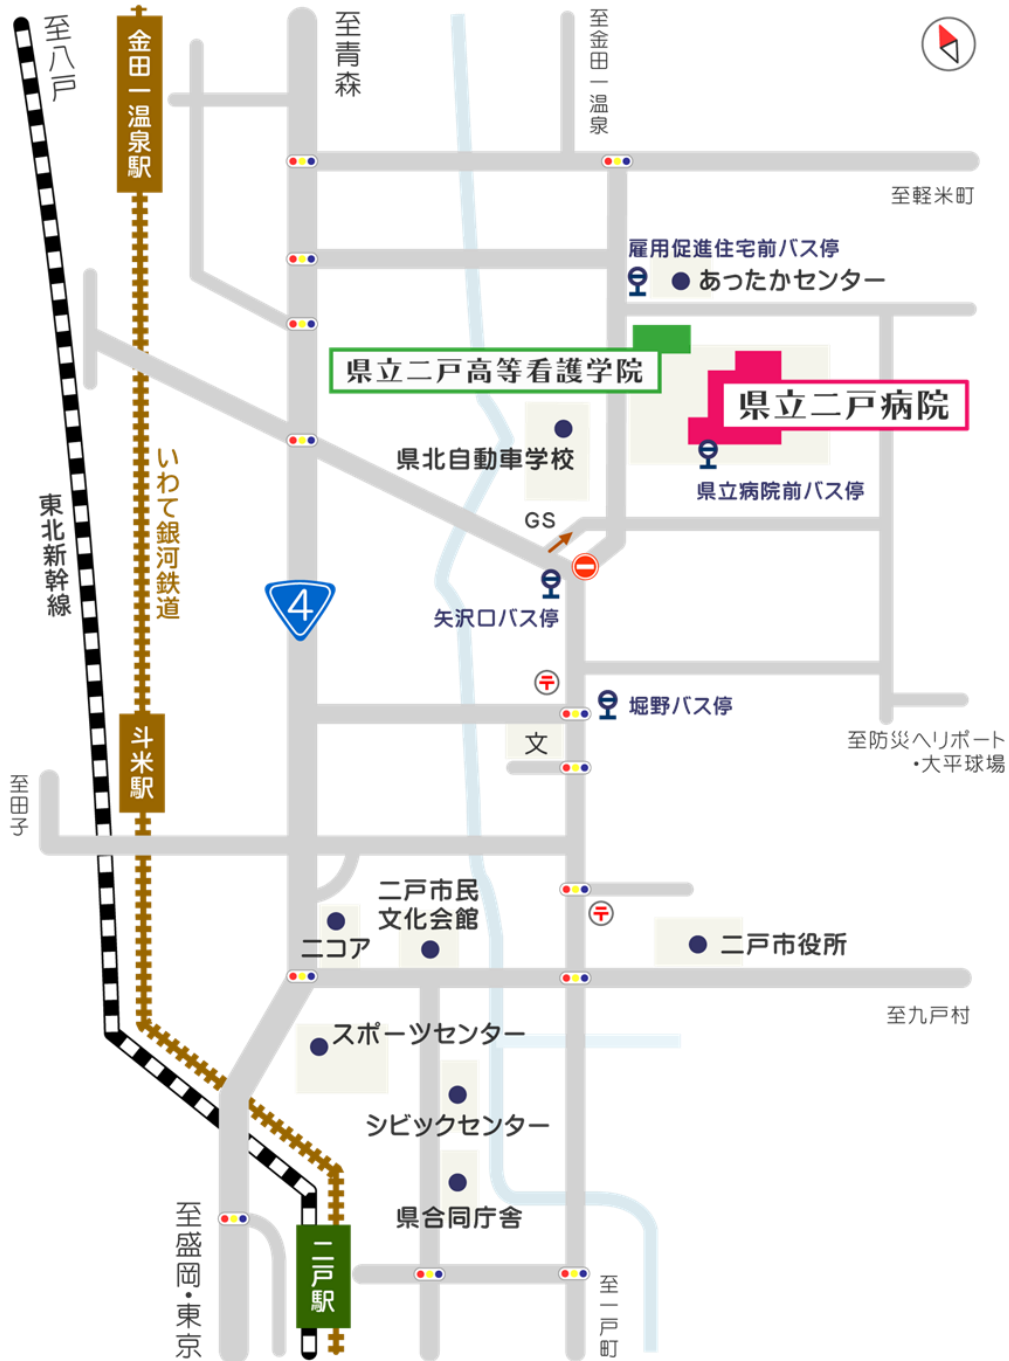 至八戸
金田一温泉駅
至青森
至金田一温泉
至軽米町
雇用促進住宅前バス停
あったかセンター
県立二戸高等看護学院
県立二戸病院
県北自動車学校
県立病院前バス停
いわて銀河鉄道
東北新幹線
GS
4
矢沢口バス停
〒
堀野バス停
文
斗米駅
至防災ヘリポート
・大平球場
至田子
二戸市民
文化会館
〒
ニコア
二戸市役所
至九戸村
スポーツセンター
シビックセンター
県合同庁舎
至盛岡・東京
二戸駅
至一戸町